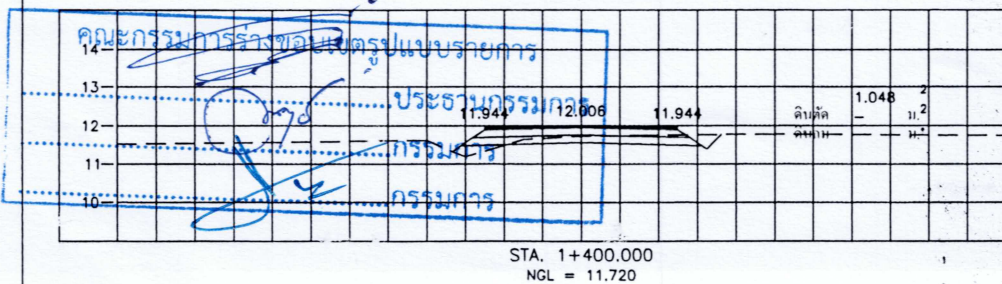 คณะกรรมการร่างขอบเขตรูปแบบรายการ
14
13
ประธานกรรมการ
1.048
11.944 12.006 11.944
ดินตัด - ม.2
12
ดินถม ม.2
11
กรรมการ
10
กรรมการ
STA. 1+400.000
NGL = 11.720